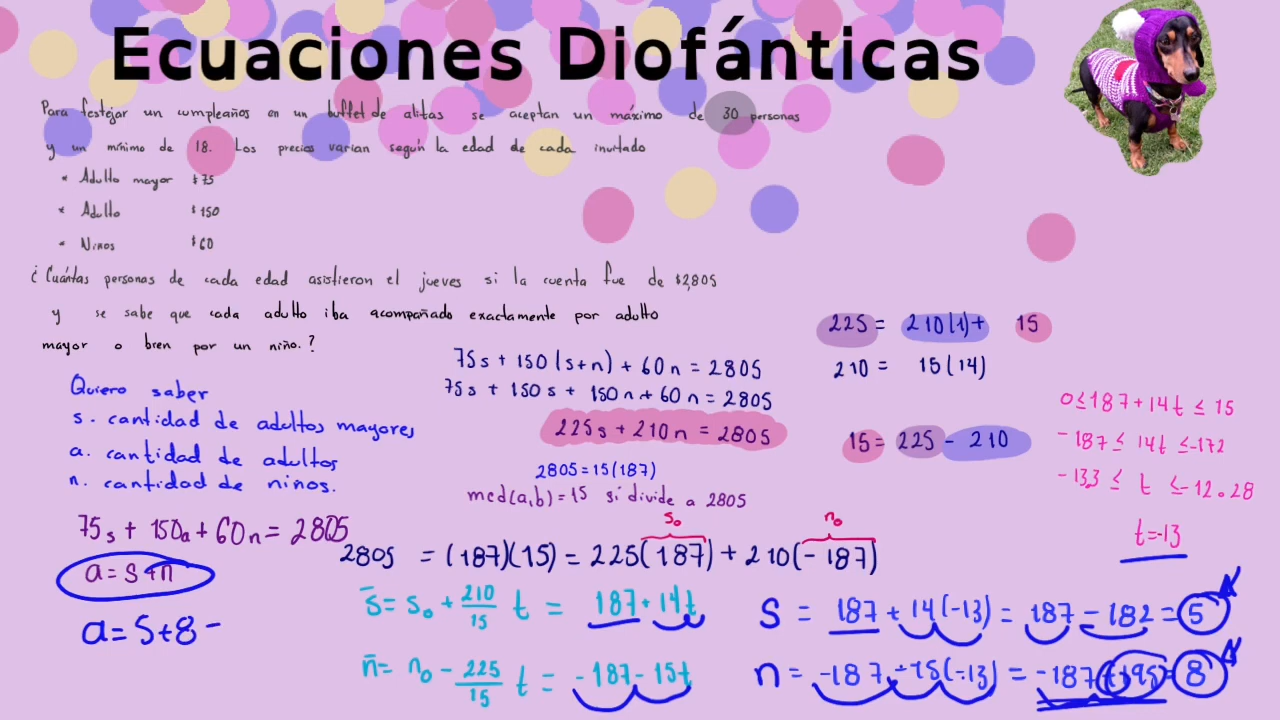 Ecuaciones Diofánticas
Para festejar un cumpleaños en un buffet de alitas se aceptan un máximo de 30 personas
y un mínimo de 18. Los precios varian según la edad de cada invitado
* Adulto mayor $75
* Adulto $150
* Niños $60
¿Cuántas personas de cada edad asistieron el jueves si la cuenta fue de $2,805
y se sabe que cada adulto iba acompañado exactamente por adulto
mayor o bien por un niño.?
Quiero saber
s. cantidad de adultos mayores
a. cantidad de adultos
n. cantidad de niños.
75s + 150a + 60n = 2805
a = s + n
a = 5+8 -
75s + 150(s+n) + 60n = 2805
75s + 150s + 150n + 60n = 2805
225s + 210n = 2805
2805 = 15(187)
mcd(a,b) = 15 sí divide a 2805
s₀ n₀
2805 = (187)(15) = 225(187) + 210(-187)
s̄ = s₀ + 210/15 t = 187 + 14t
n̄ = n₀ - 225/15 t = -187 - 15t
225 = 210(1) + 15
210 = 15(14)
15 = 225 - 210
0≤187+14t ≤ 15
-187 ≤ 14t ≤-172
-13,3 ≤ t ≤ -12.28
t=-13
S = 187 + 14(-13) = 187 - 182 = 5
n = -187 -15(-13) = -187 +195 = 8